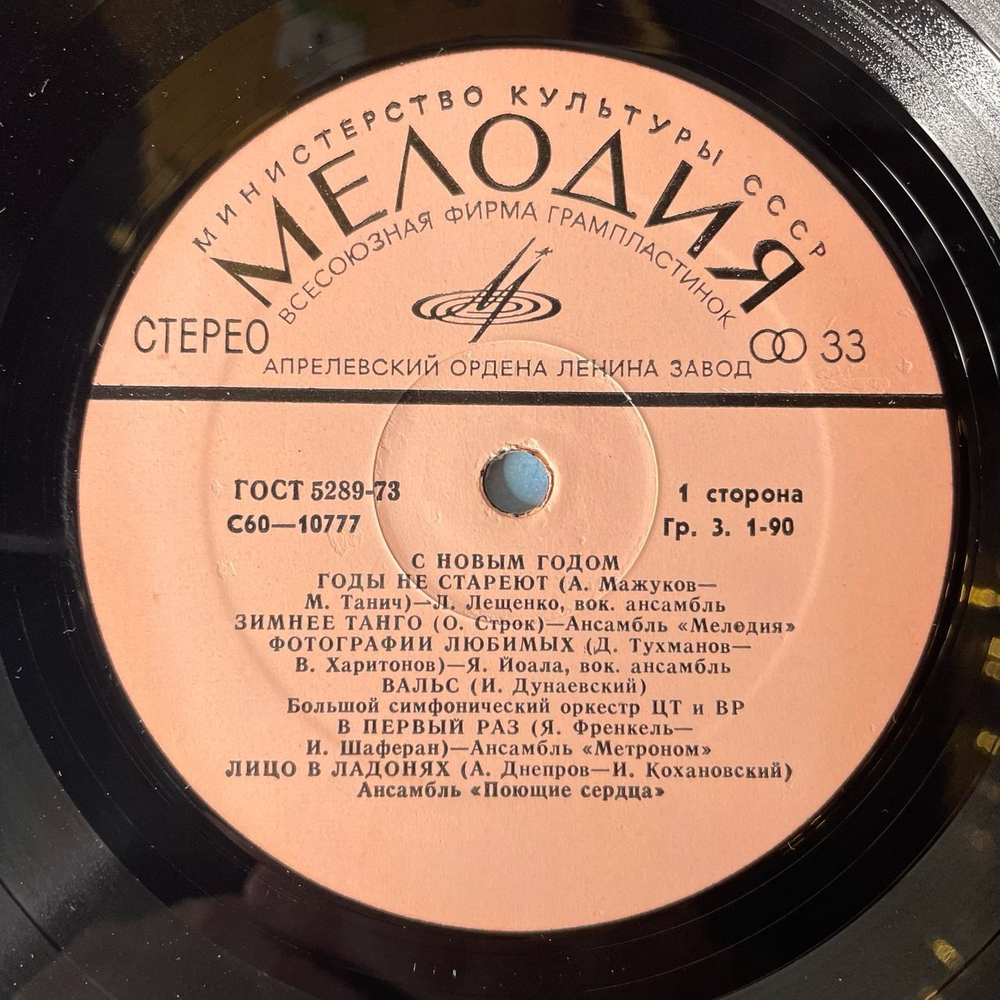 МИНИСТЕРСТВО КУЛЬТУРЫ СССР
МЕЛОДИЯ
ВСЕСОЮЗНАЯ ФИРМА ГРАМПЛАСТИНОК
СТЕРЕО
33
АПРЕЛЕВСКИЙ ОРДЕНА ЛЕНИНА ЗАВОД
ГОСТ 5289-73
1 сторона
С60—10777
Гр. 3. 1-90
С НОВЫМ ГОДОМ
ГОДЫ НЕ СТАРЕЮТ (А. Мажуков—
М. Танич)—Л. Лещенко, вок. ансамбль
ЗИМНЕЕ ТАНГО (О. Строк)—Ансамбль «Мелодия»
ФОТОГРАФИИ ЛЮБИМЫХ (Д. Тухманов—
В. Харитонов)—Я. Йоала, вок. ансамбль
ВАЛЬС (И. Дунаевский)
Большой симфонический оркестр ЦТ и ВР
В ПЕРВЫЙ РАЗ (Я. Френкель—
И. Шаферан)—Ансамбль «Метроном»
ЛИЦО В ЛАДОНЯХ (А. Днепров—И. Кохановский)
Ансамбль «Поющие сердца»